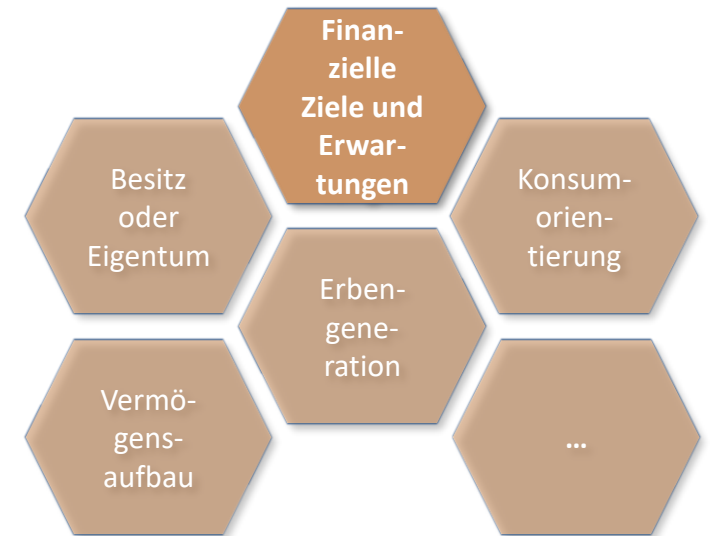 Finan-
zielle
Ziele und
Erwar-
tungen
Besitz
oder
Eigentum
Konsum-
orien-
tierung
Erben-
gene-
ration
Vermö-
gens-
aufbau
...